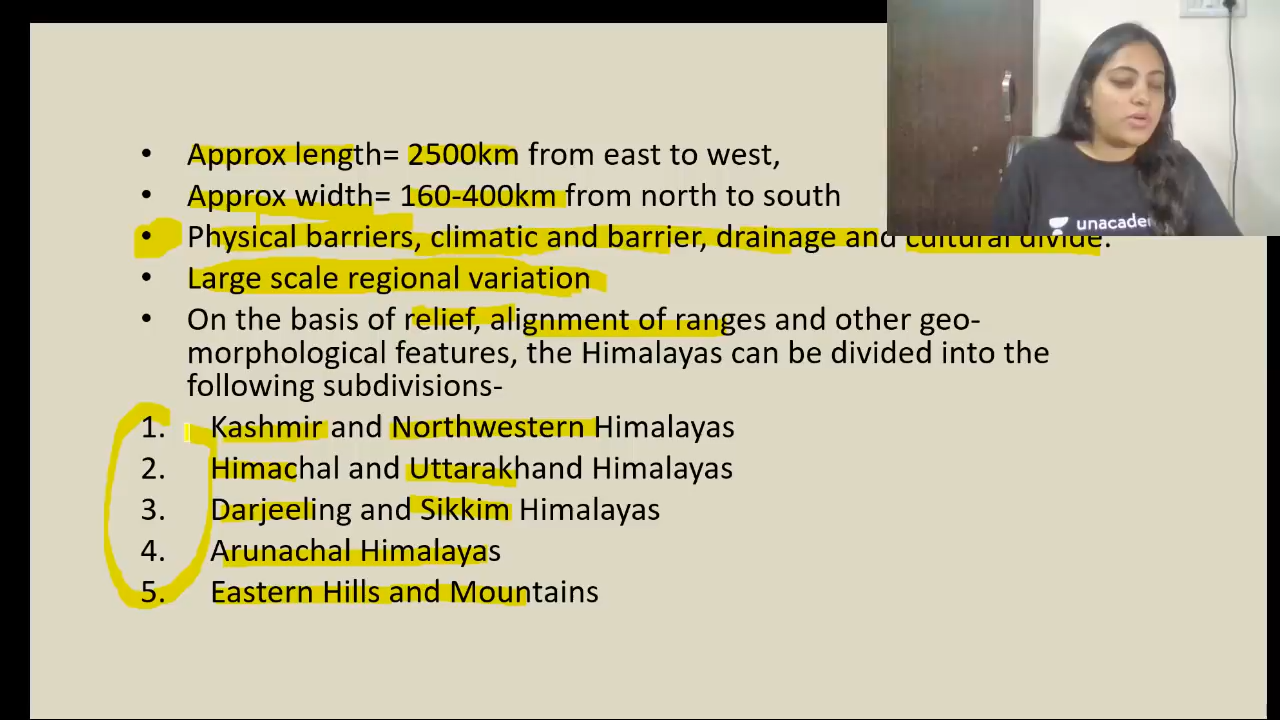 • Approx length= 2500km from east to west,
• Approx width= 160-400km from north to south
• Physical barriers, climatic and barrier, drainage and cultural divide.
• Large scale regional variation
• On the basis of relief, alignment of ranges and other geo-
morphological features, the Himalayas can be divided into the
following subdivisions-
1. Kashmir and Northwestern Himalayas
2. Himachal and Uttarakhand Himalayas
3. Darjeeling and Sikkim Himalayas
4. Arunachal Himalayas
5. Eastern Hills and Mountains